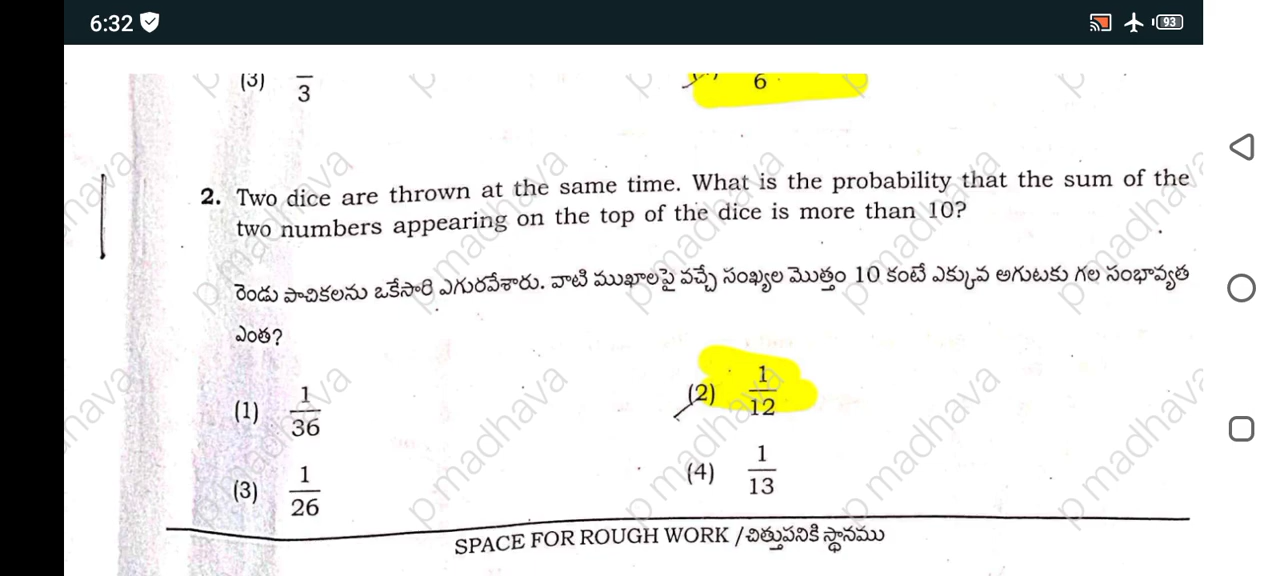 6:32
93
(3) 3
6
2. Two dice are thrown at the same time. What is the probability that the sum of the
two numbers appearing on the top of the dice is more than 10?
రెండు పాచికలను ఒకేసారి ఎగురవేశారు. వాటి ముఖాలపై వచ్చే సంఖ్యల మొత్తం 10 కంటే ఎక్కువ అగుటకు గల సంభావ్యత
ఎంత?
(1) 1/36 (2) 1/12
(3) 1/26 (4) 1/13
SPACE FOR ROUGH WORK / చిత్తుపనికి స్థానము
p madhava